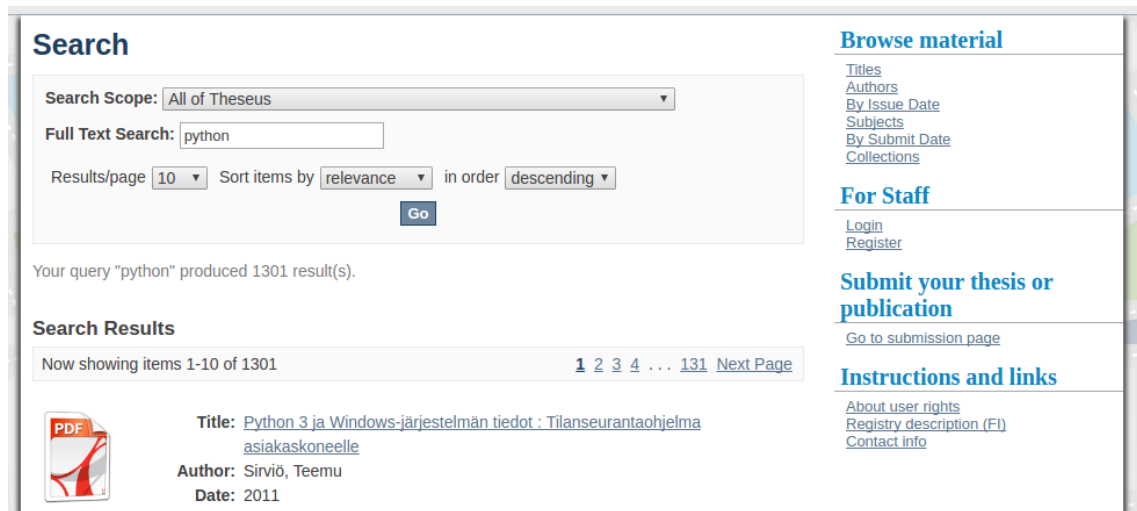 Search
Search Scope: All of Theseus
Full Text Search: python
Results/page 10 Sort items by relevance in order descending
Go
Your query "python" produced 1301 result(s).
Search Results
Now showing items 1-10 of 1301 1 2 3 4 . . . 131 Next Page
PDF
Title: Python 3 ja Windows-järjestelmän tiedot : Tilanseurantaohjelma
asiakaskoneelle
Author: Sirviö, Teemu
Date: 2011
Browse material
Titles
Authors
By Issue Date
Subjects
By Submit Date
Collections
For Staff
Login
Register
Submit your thesis or
publication
Go to submission page
Instructions and links
About user rights
Registry description (FI)
Contact info